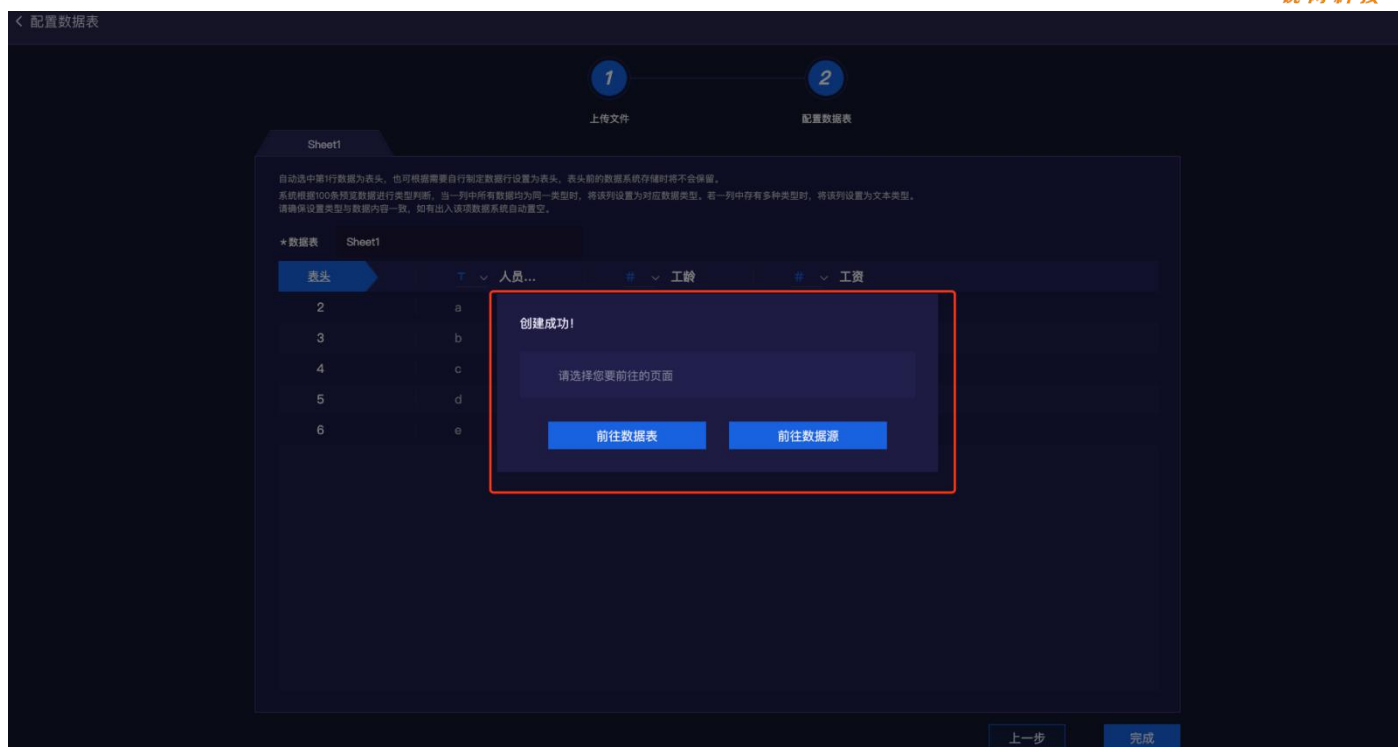 < 配置数据表
1
2
上传文件
配置数据表
Sheet1
自动选中第1行数据为表头，也可根据需要自行制定数据行设置为表头，表头前的数据系统存储时将不会保留。
系统根据100条预览数据进行类型判断，当一列中所有数据均为同一类型时，将该列设置为对应数据类型，若一列中存有多种类型时，将该列设置为文本类型。
请确保设置类型与数据内容一致，如有出入该项数据系统自动置空。
*数据表 Sheet1
表头 T 人员... # 工龄 # 工资
2 a
3 b
4 c
5 d
6 e
创建成功!
请选择您要前往的页面
前往数据表 前往数据源
上一步 完成